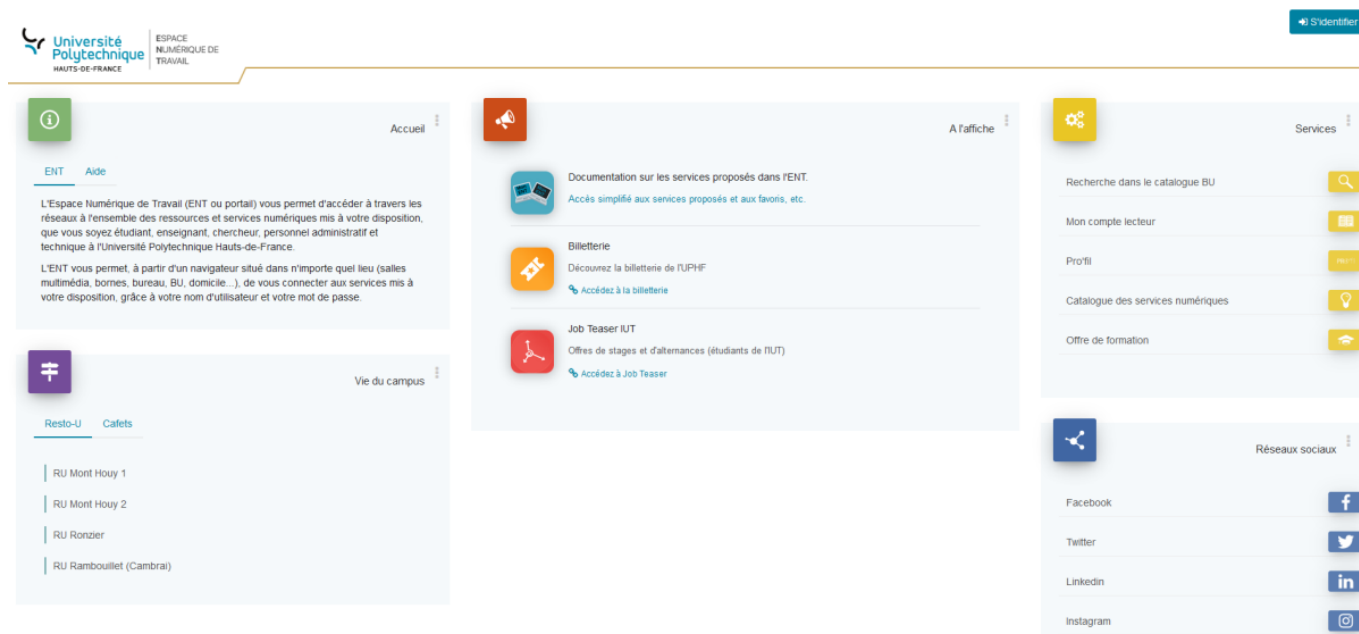 S'identifier
Université
Polytechnique
HAUTS-DE-FRANCE
ESPACE
NUMÉRIQUE DE
TRAVAIL
Accueil
ENT Aide
L'Espace Numérique de Travail (ENT ou portail) vous permet d'accéder à travers les
réseaux à l'ensemble des ressources et services numériques mis à votre disposition,
que vous soyez étudiant, enseignant, chercheur, personnel administratif et
technique à l'Université Polytechnique Hauts-de-France.
L'ENT vous permet, à partir d'un navigateur situé dans n'importe quel lieu (salles
multimédia, bornes, bureau, BU, domicile...), de vous connecter aux services mis à
votre disposition, grâce à votre nom d'utilisateur et votre mot de passe.
Vie du campus
Resto-U Cafets
RU Mont Houy 1
RU Mont Houy 2
RU Ronzier
RU Rambouillet (Cambrai)
A l'affiche
Documentation sur les services proposés dans l'ENT.
Accès simplifié aux services proposés et aux favoris, etc.
Billetterie
Découvrez la billetterie de l'UPHF
Accédez à la billetterie
Job Teaser IUT
Offres de stages et d'alternances (étudiants de l'IUT)
Accédez à Job Teaser
Services
Recherche dans le catalogue BU
Mon compte lecteur
Pro'fil
Catalogue des services numériques
Offre de formation
Réseaux sociaux
Facebook
Twitter
Linkedin
Instagram